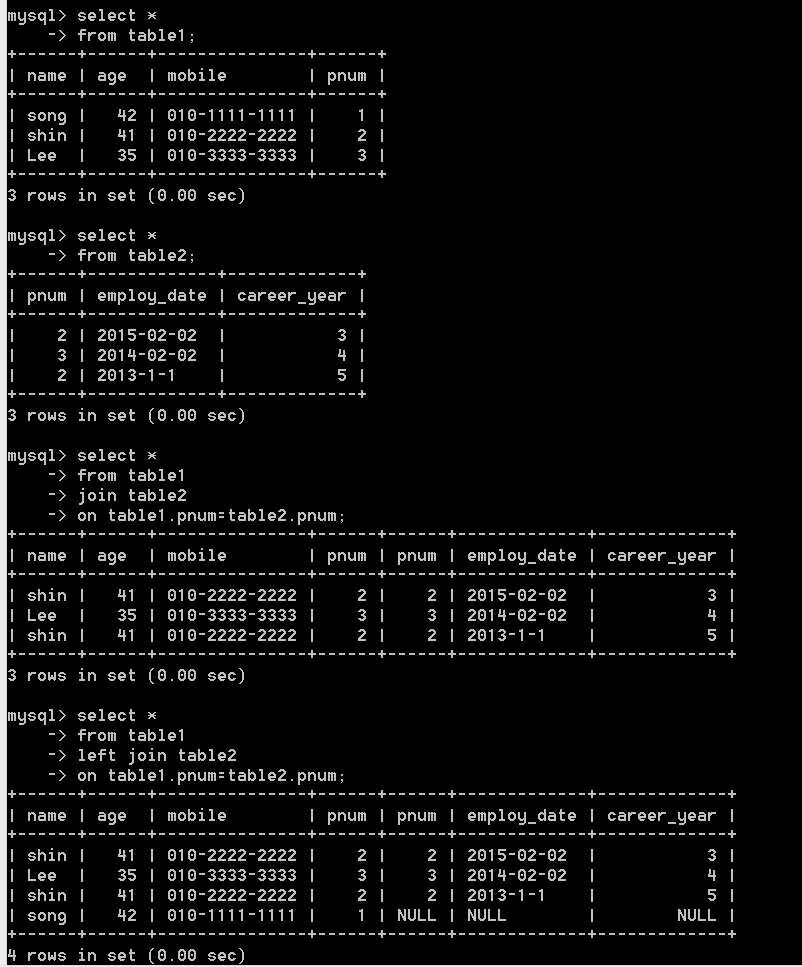 mysql> select *
    -> from table1;
+------+------+---------------+------+
| name | age  | mobile        | pnum |
+------+------+---------------+------+
| song |   42 | 010-1111-1111 |    1 |
| shin |   41 | 010-2222-2222 |    2 |
| Lee  |   35 | 010-3333-3333 |    3 |
+------+------+---------------+------+
3 rows in set (0.00 sec)

mysql> select *
    -> from table2;
+------+-------------+-------------+
| pnum | employ_date | career_year |
+------+-------------+-------------+
|    2 | 2015-02-02  |           3 |
|    3 | 2014-02-02  |           4 |
|    2 | 2013-1-1    |           5 |
+------+-------------+-------------+
3 rows in set (0.00 sec)

mysql> select *
    -> from table1
    -> join table2
    -> on table1.pnum=table2.pnum;
+------+------+---------------+------+------+-------------+-------------+
| name | age  | mobile        | pnum | pnum | employ_date | career_year |
+------+------+---------------+------+------+-------------+-------------+
| shin |   41 | 010-2222-2222 |    2 |    2 | 2015-02-02  |           3 |
| Lee  |   35 | 010-3333-3333 |    3 |    3 | 2014-02-02  |           4 |
| shin |   41 | 010-2222-2222 |    2 |    2 | 2013-1-1    |           5 |
+------+------+---------------+------+------+-------------+-------------+
3 rows in set (0.00 sec)

mysql> select *
    -> from table1
    -> left join table2
    -> on table1.pnum=table2.pnum;
+------+------+---------------+------+------+-------------+-------------+
| name | age  | mobile        | pnum | pnum | employ_date | career_year |
+------+------+---------------+------+------+-------------+-------------+
| shin |   41 | 010-2222-2222 |    2 |    2 | 2015-02-02  |           3 |
| Lee  |   35 | 010-3333-3333 |    3 |    3 | 2014-02-02  |           4 |
| shin |   41 | 010-2222-2222 |    2 |    2 | 2013-1-1    |           5 |
| song |   42 | 010-1111-1111 |    1 | NULL | NULL        |        NULL |
+------+------+---------------+------+------+-------------+-------------+
4 rows in set (0.00 sec)